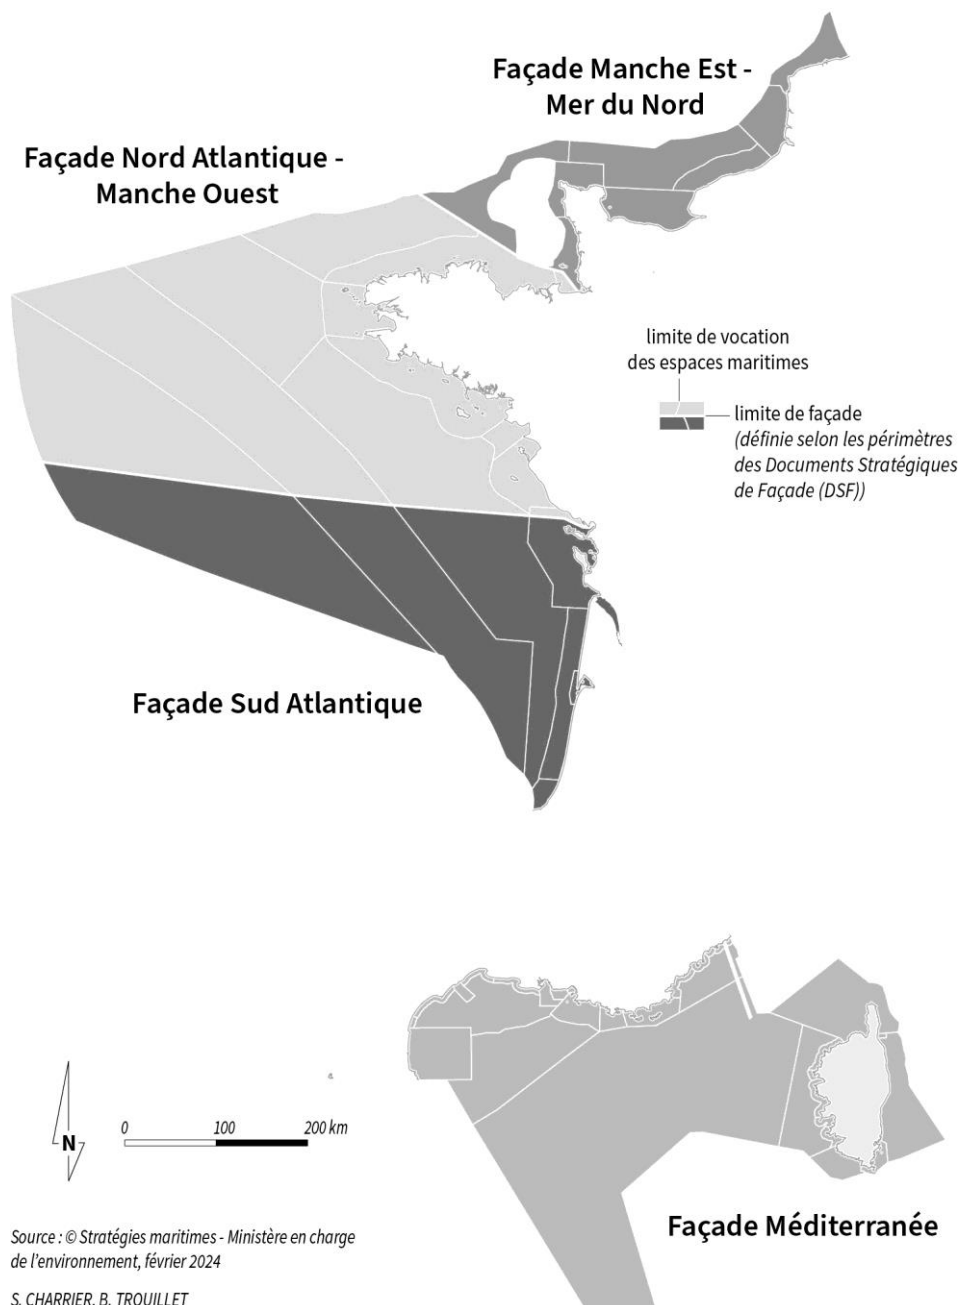 Façade Manche Est -
Mer du Nord
Façade Nord Atlantique -
Manche Ouest
limite de vocation
des espaces maritimes
limite de façade
(définie selon les périmètres
des Documents Stratégiques
de Façade (DSF))
Façade Sud Atlantique
N
0 100 200 km
Façade Méditerranée
Source : © Stratégies maritimes - Ministère en charge
de l'environnement, février 2024
S. CHARRIER, B. TROUILLET